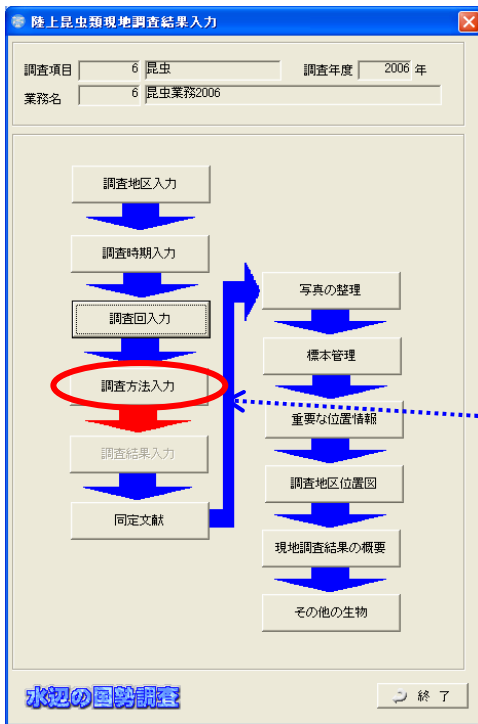 陸上昆虫類現地調査結果入力
調査項目 6 昆虫 調査年度 2006 年
業務名 6 昆虫業務2006
調査地区入力
調査時期入力
調査回入力
調査方法入力
調査結果入力
同定文献
写真の整理
標本管理
重要な位置情報
調査地区位置図
現地調査結果の概要
その他の生物
水辺の国勢調査
終 了